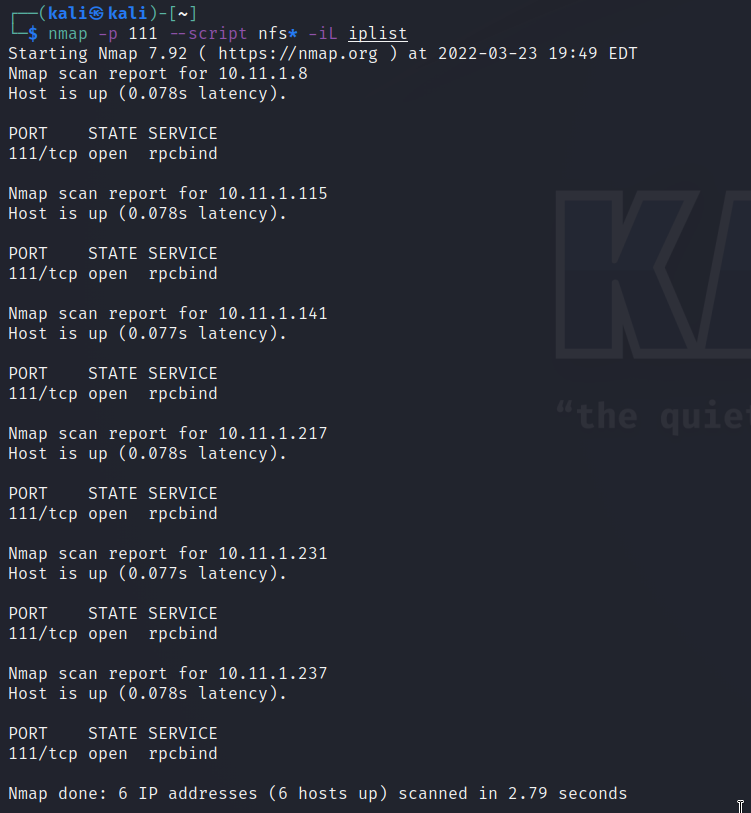 ┌──(kali㉿kali)-[~]
└─$ nmap -p 111 --script nfs* -iL iplist
Starting Nmap 7.92 ( https://nmap.org ) at 2022-03-23 19:49 EDT
Nmap scan report for 10.11.1.8
Host is up (0.078s latency).
PORT    STATE SERVICE
111/tcp open  rpcbind
Nmap scan report for 10.11.1.115
Host is up (0.078s latency).
PORT    STATE SERVICE
111/tcp open  rpcbind
Nmap scan report for 10.11.1.141
Host is up (0.077s latency).
PORT    STATE SERVICE
111/tcp open  rpcbind
Nmap scan report for 10.11.1.217
Host is up (0.078s latency).
PORT    STATE SERVICE
111/tcp open  rpcbind
Nmap scan report for 10.11.1.231
Host is up (0.077s latency).
PORT    STATE SERVICE
111/tcp open  rpcbind
Nmap scan report for 10.11.1.237
Host is up (0.078s latency).
PORT    STATE SERVICE
111/tcp open  rpcbind
Nmap done: 6 IP addresses (6 hosts up) scanned in 2.79 seconds
“the quie